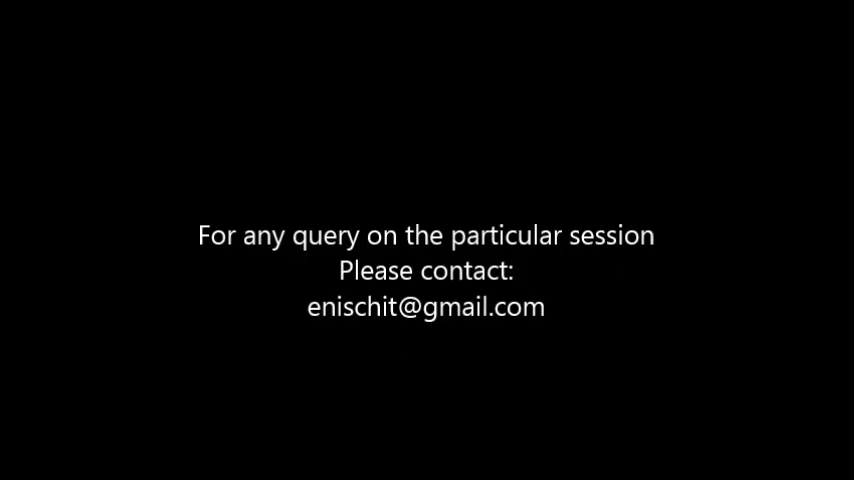 For any query on the particular session
Please contact:
enischit@gmail.com